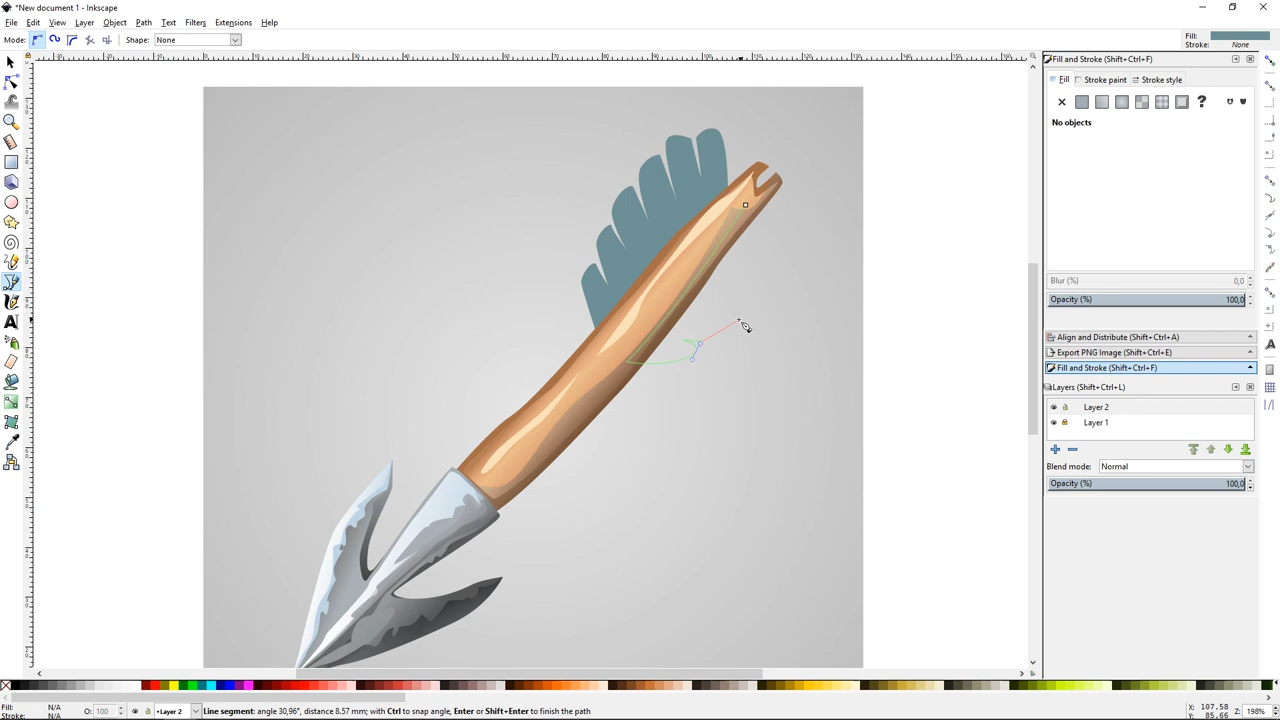 *New document 1 - Inkscape
File Edit View Layer Object Path Text Filters Extensions Help
Mode: Shape: None Fill:
Stroke: None
Fill and Stroke (Shift+Ctrl+F)
Fill Stroke paint Stroke style
?
No objects
Blur (%) 0,0
Opacity (%) 100,0
Align and Distribute (Shift+Ctrl+A)
Export PNG Image (Shift+Ctrl+E)
Fill and Stroke (Shift+Ctrl+F)
Layers (Shift+Ctrl+L)
Layer 2
Layer 1
Blend mode: Normal
Opacity (%) 100,0
Fill: N/A O: 100 Layer 2 Line segment: angle 30,96°, distance 8.57 mm; with Ctrl to snap angle, Enter or Shift+Enter to finish the path X: 107,58 Z: 198%
Stroke: N/A Y: 85,66